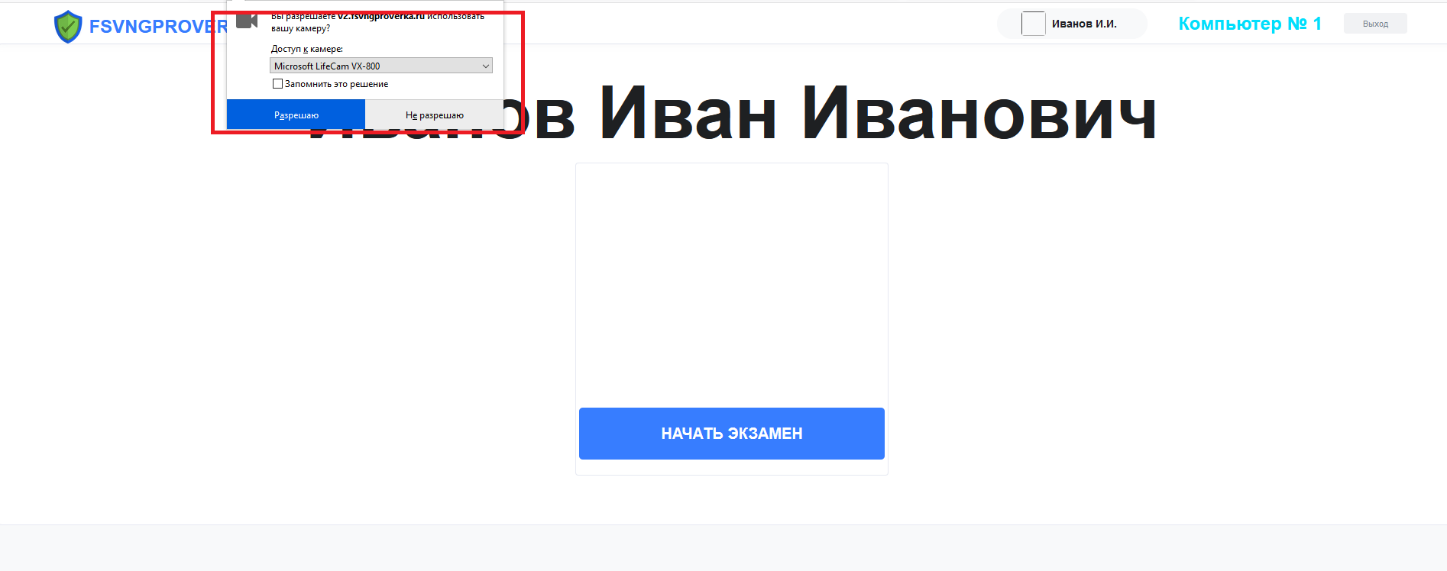 FSVNGPROVER
Вы разрешаете v2.fsvngproverka.ru использовать
вашу камеру?
Доступ к камере:
Microsoft LifeCam VX-800
Запомнить это решение
Разрешаю
Не разрешаю
Иванов И.И.
Компьютер № 1
Выход
Иванов Иван Иванович
НАЧАТЬ ЭКЗАМЕН